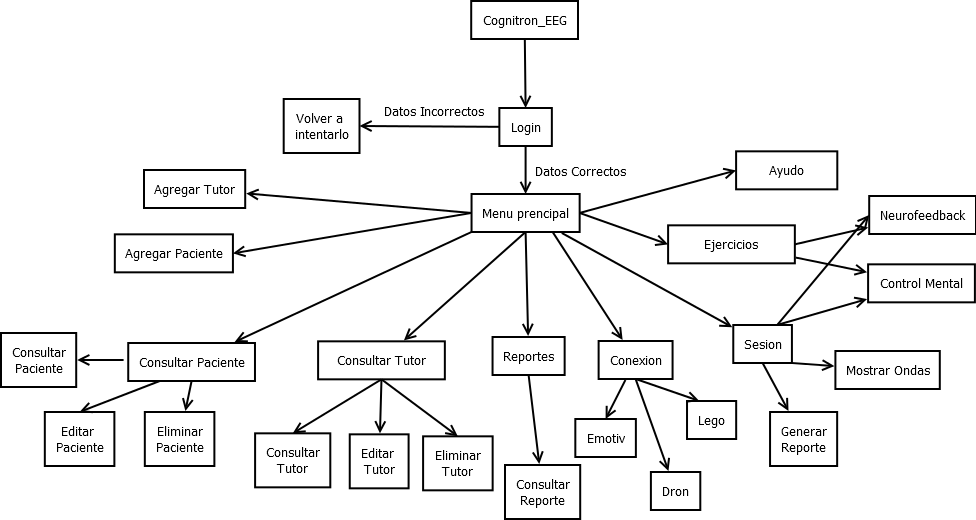 Cognitron_EEG
Datos Incorrectos
Volver a
intentarlo
Login
Datos Correctos
Ayudo
Agregar Tutor
Menu prencipal
Neurofeedback
Agregar Paciente
Ejercicios
Control Mental
Consultar
Paciente
Consultar Paciente
Consultar Tutor
Reportes
Conexion
Sesion
Mostrar Ondas
Editar
Paciente
Eliminar
Paciente
Consultar
Tutor
Editar
Tutor
Eliminar
Tutor
Consultar
Reporte
Emotiv
Dron
Lego
Generar
Reporte